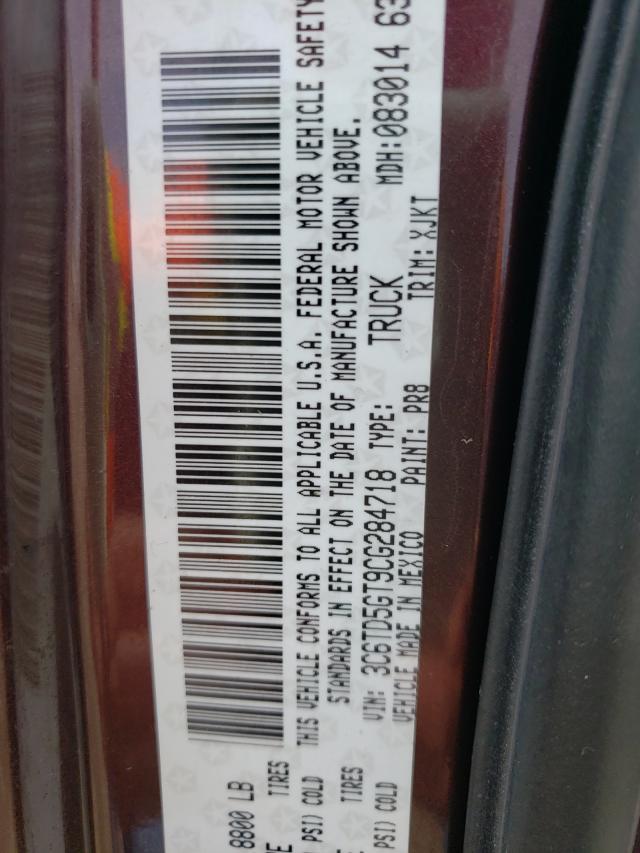 8800 LB
TIRES
PSI) COLD
THIS VEHICLE CONFORMS TO ALL APPLICABLE U.S.A. FEDERAL MOTOR VEHICLE SAFETY
STANDARDS IN EFFECT ON THE DATE OF MANUFACTURE SHOWN ABOVE.
TIRES
PSI) COLD
VIN: 3C6TD5GT9CG284718 TYPE: TRUCK MDH:083014 63
VEHICLE MADE IN MEXICO PAINT: PR8 TRIM: XJKT